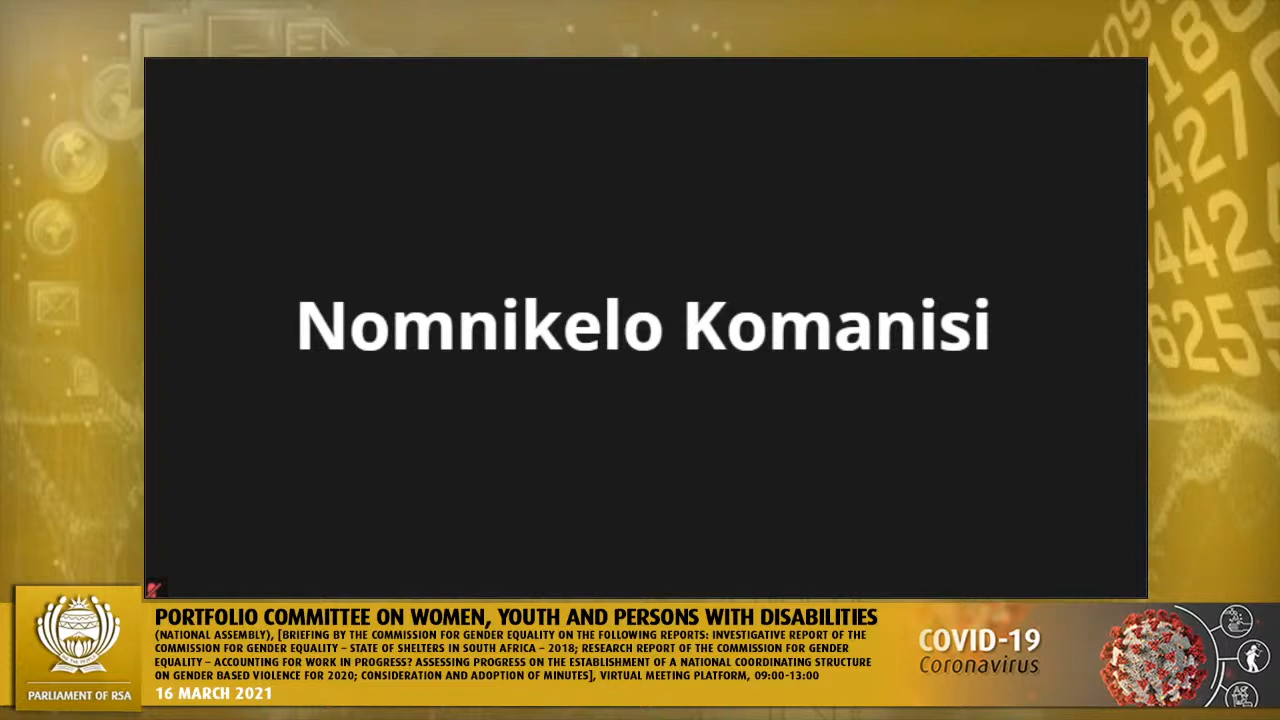 Nomnikelo Komanisi
PORTFOLIO COMMITTEE ON WOMEN, YOUTH AND PERSONS WITH DISABILITIES
(NATIONAL ASSEMBLY), [BRIEFING BY THE COMMISSION FOR GENDER EQUALITY ON THE FOLLOWING REPORTS: INVESTIGATIVE REPORT OF THE
COMMISSION FOR GENDER EQUALITY – STATE OF SHELTERS IN SOUTH AFRICA – 2018; RESEARCH REPORT OF THE COMMISSION FOR GENDER
EQUALITY – ACCOUNTING FOR WORK IN PROGRESS? ASSESSING PROGRESS ON THE ESTABLISHMENT OF A NATIONAL COORDINATING STRUCTURE
ON GENDER BASED VIOLENCE FOR 2020; CONSIDERATION AND ADOPTION OF MINUTES], VIRTUAL MEETING PLATFORM, 09:00-13:00
16 MARCH 2021
PARLIAMENT OF RSA
COVID-19
Coronavirus